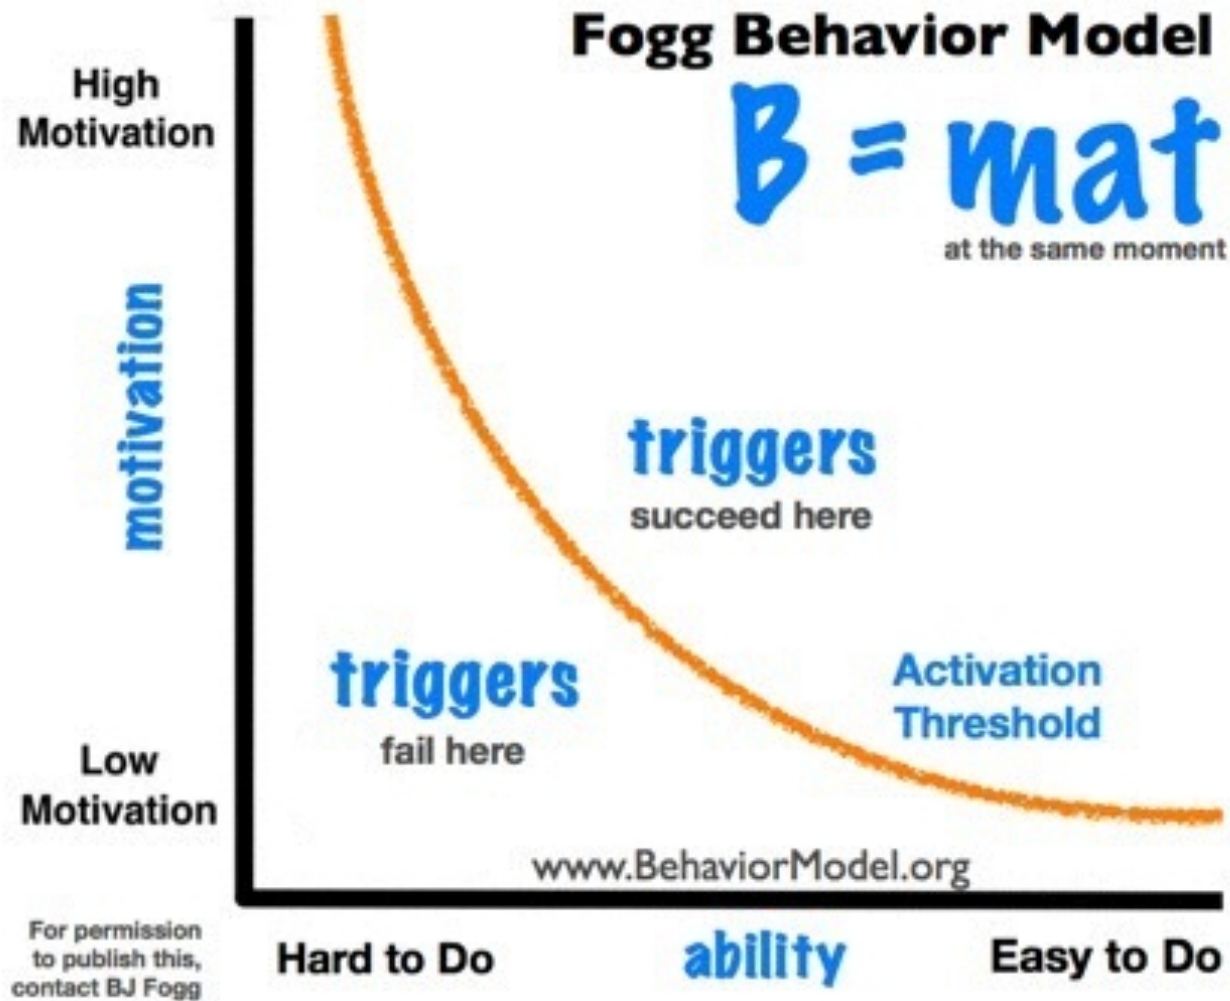 Fogg Behavior Model
B = mat
at the same moment
High
Motivation
motivation
triggers
succeed here
triggers
fail here
Activation
Threshold
Low
Motivation
www.BehaviorModel.org
For permission
to publish this,
contact BJ Fogg
Hard to Do
ability
Easy to Do